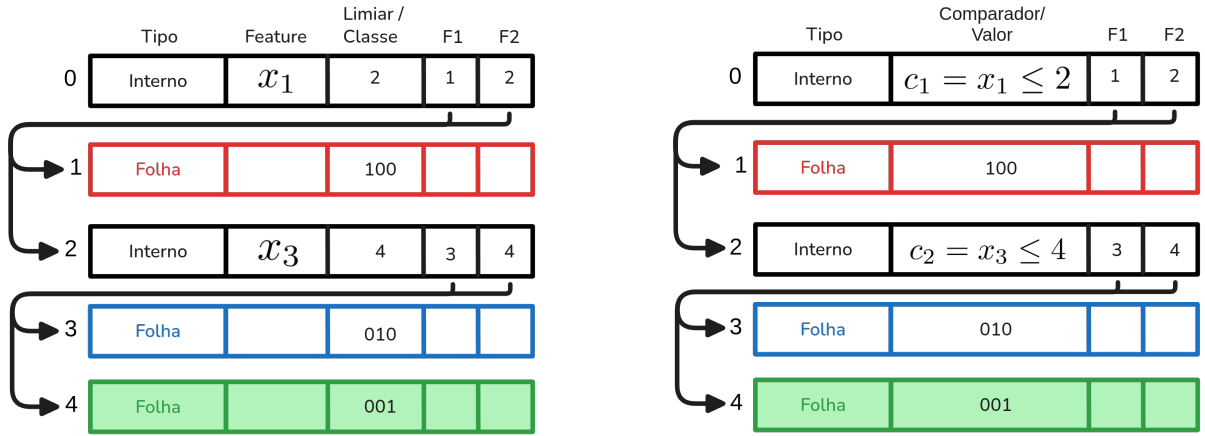 Tipo Feature Limiar / Classe F1 F2
0 Interno x₁ 2 1 2
1 Folha 100
2 Interno x₃ 4 3 4
3 Folha 010
4 Folha 001
Tipo Comparador/ Valor F1 F2
0 Interno c₁ = x₁ ≤ 2 1 2
1 Folha 100
2 Interno c₂ = x₃ ≤ 4 3 4
3 Folha 010
4 Folha 001